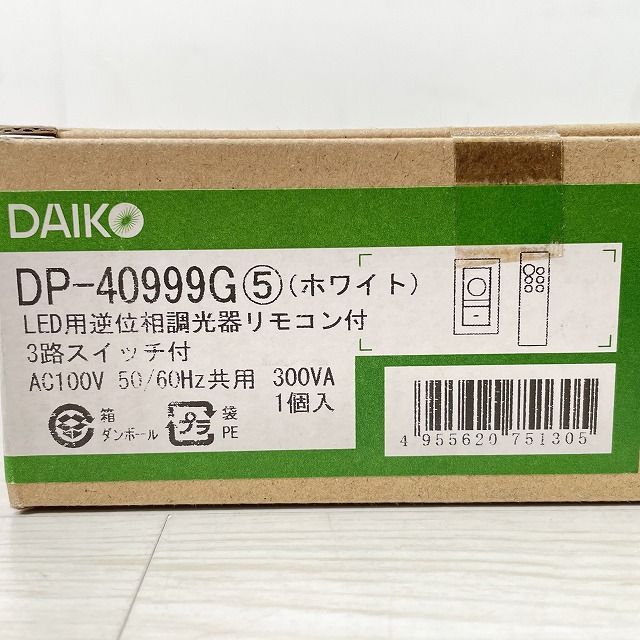 DAIKO
DP-40999G⑤(ホワイト)
LED用逆位相調光器リモコン付
3路スイッチ付
AC100V 50/60Hz共用 300VA
1個入
箱
ダンボール
プラ
袋
PE
4 955620 751305